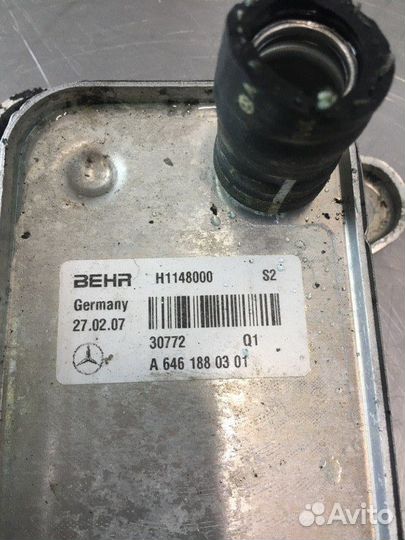 BEHR H1148000 S2
Germany
27.02.07
30772 Q1
A 646 188 03 01
Avito